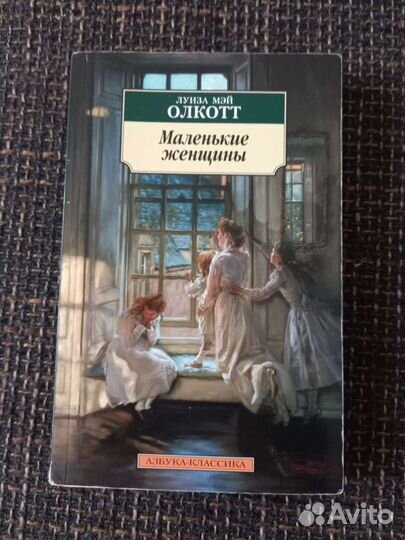 ЛУИЗА МЭЙ
ОЛКОТТ
Маленькие
женщины
АЗБУКА-КЛАССИКА
Avito